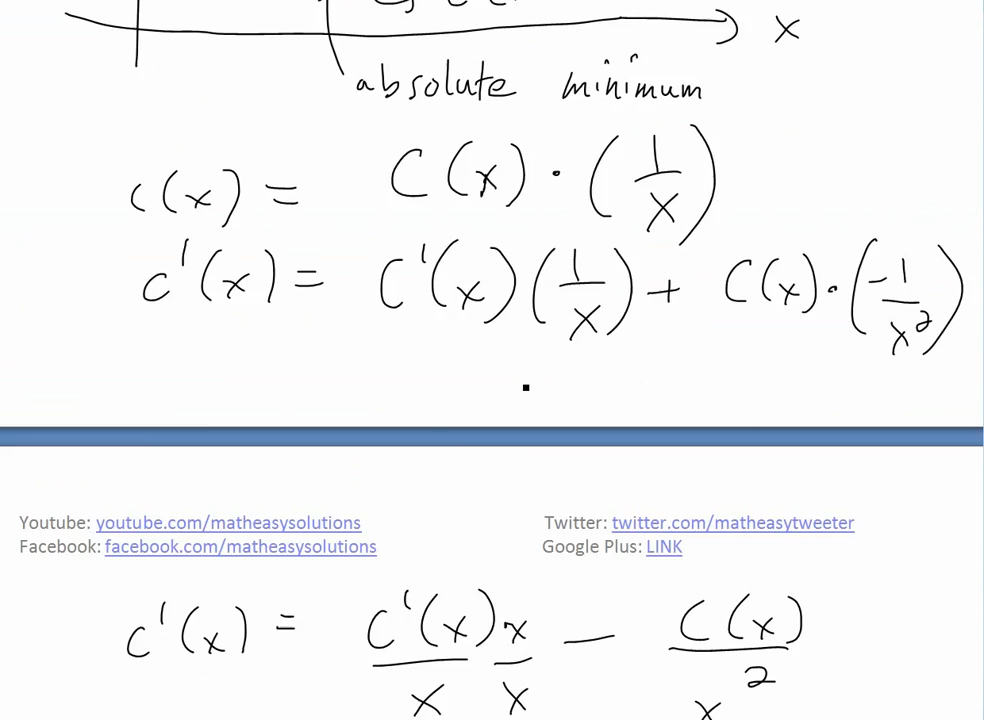 x
absolute minimum
c(x) = C(x) · (1/x)
c'(x) = C'(x)(1/x) + C(x) · (-1/x²)
Youtube: youtube.com/matheasysolutions Twitter: twitter.com/matheasytweeter
Facebook: facebook.com/matheasysolutions Google Plus: LINK
c'(x) = C'(x)/x x/x - C(x)/x²